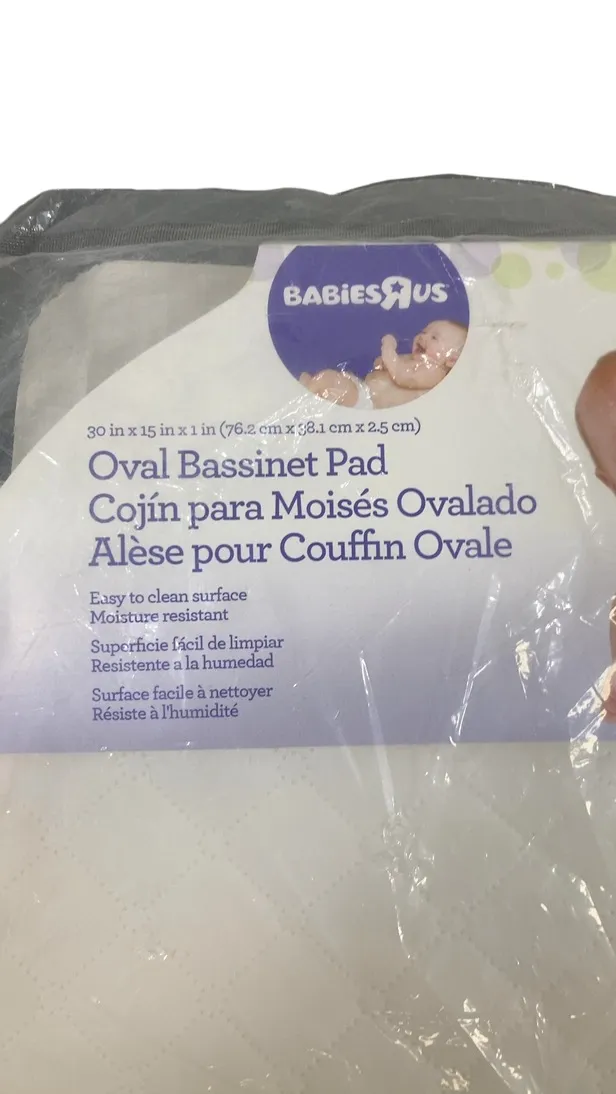 BABIESRUS
30 in x 15 in x 1 in (76.2 cm x 38.1 cm x 2.5 cm)
Oval Bassinet Pad
Cojín para Moisés Ovalado
Alèse pour Couffin Ovale
Easy to clean surface
Moisture resistant
Superficie fácil de limpiar
Resistente a la humedad
Surface facile à nettoyer
Résiste à l'humidité